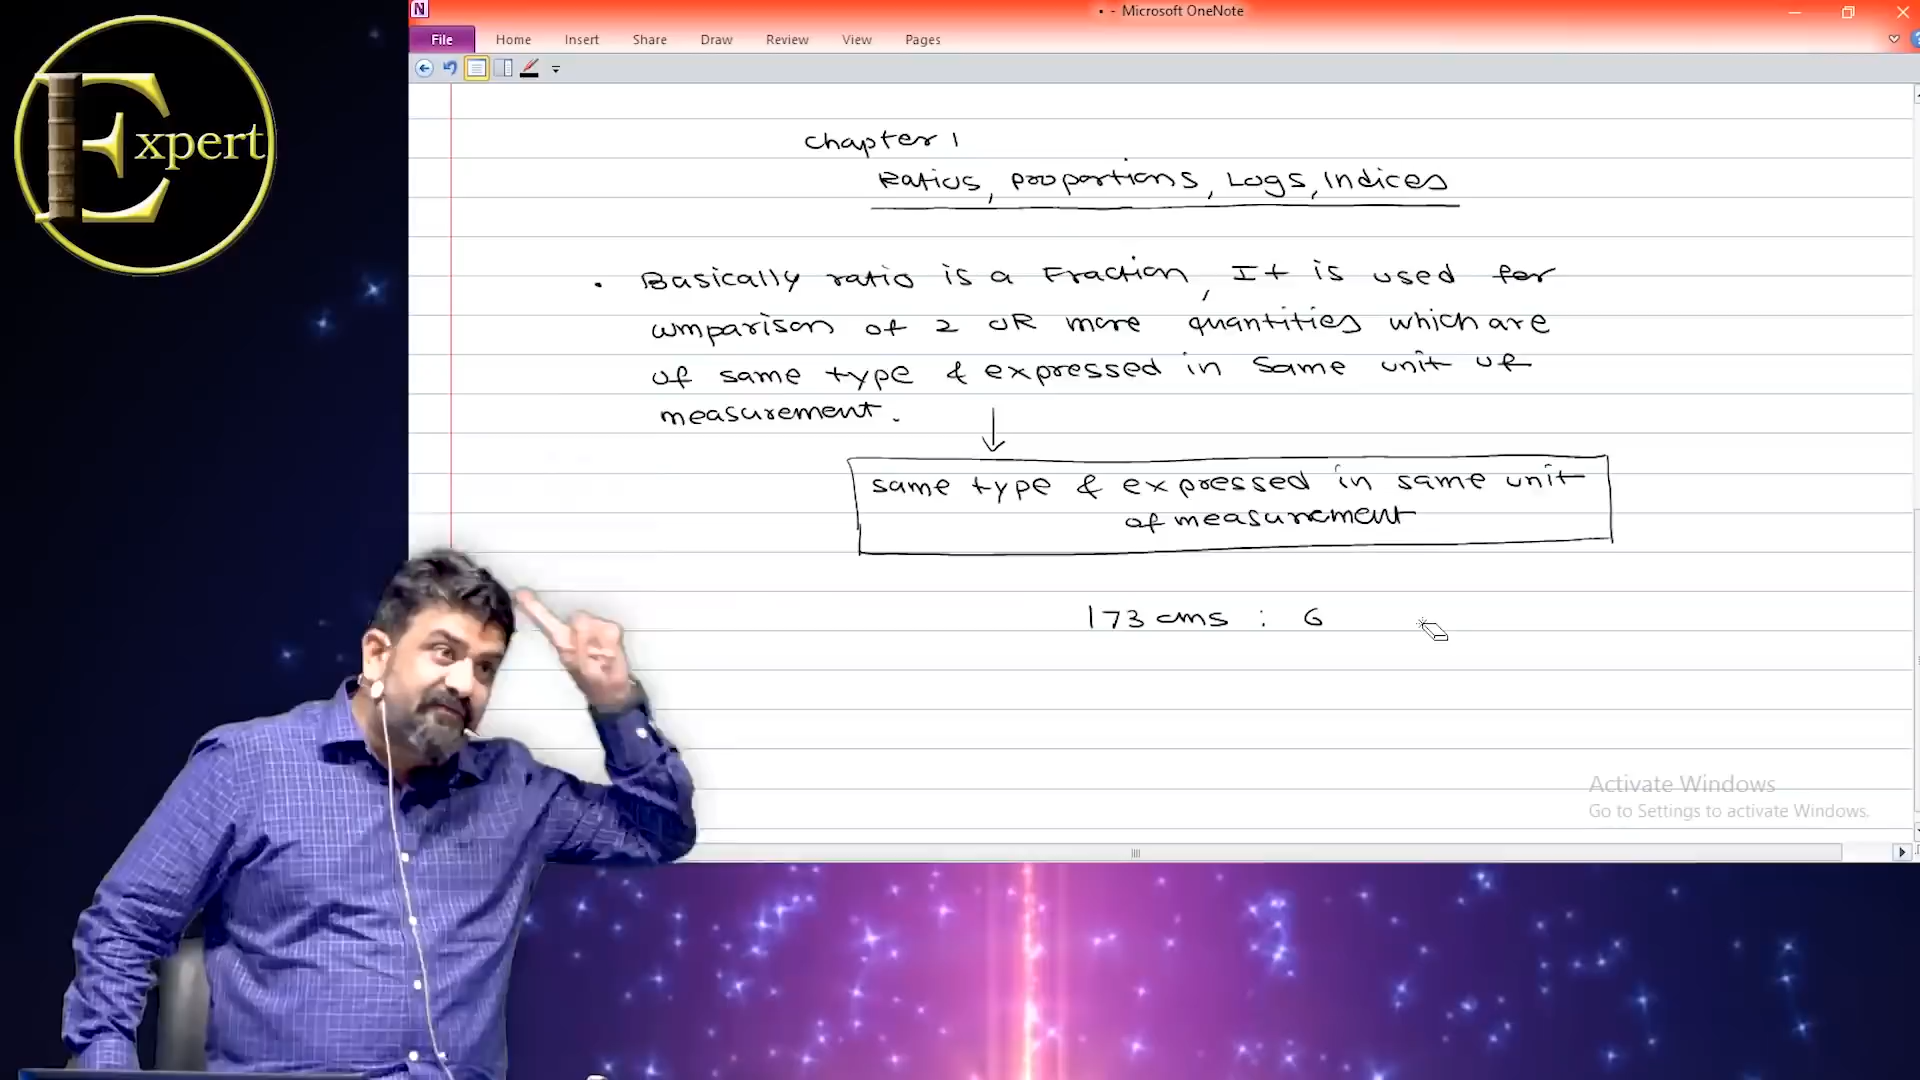 Expert
• - Microsoft OneNote
File Home Insert Share Draw Review View Pages
Chapter 1
Ratios, Proportions, Logs, Indices
• Basically ratio is a Fraction, It is used for
comparison of 2 OR more quantities which are
of same type & expressed in same unit of
measurement.
same type & expressed in same unit
of measurement
173 cms : 6
Activate Windows
Go to Settings to activate Windows.